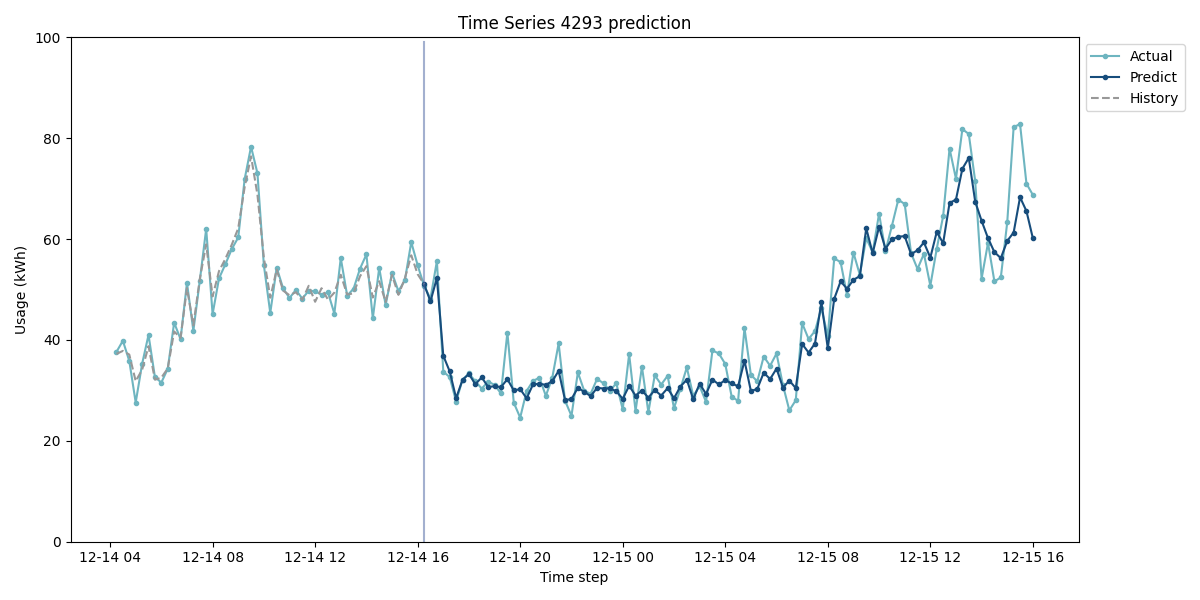 Time Series 4293 prediction
Usage (kWh)
100
80
60
40
20
0
12-14 04
12-14 08
12-14 12
12-14 16
12-14 20
12-15 00
12-15 04
12-15 08
12-15 12
12-15 16
Time step
Actual
Predict
History